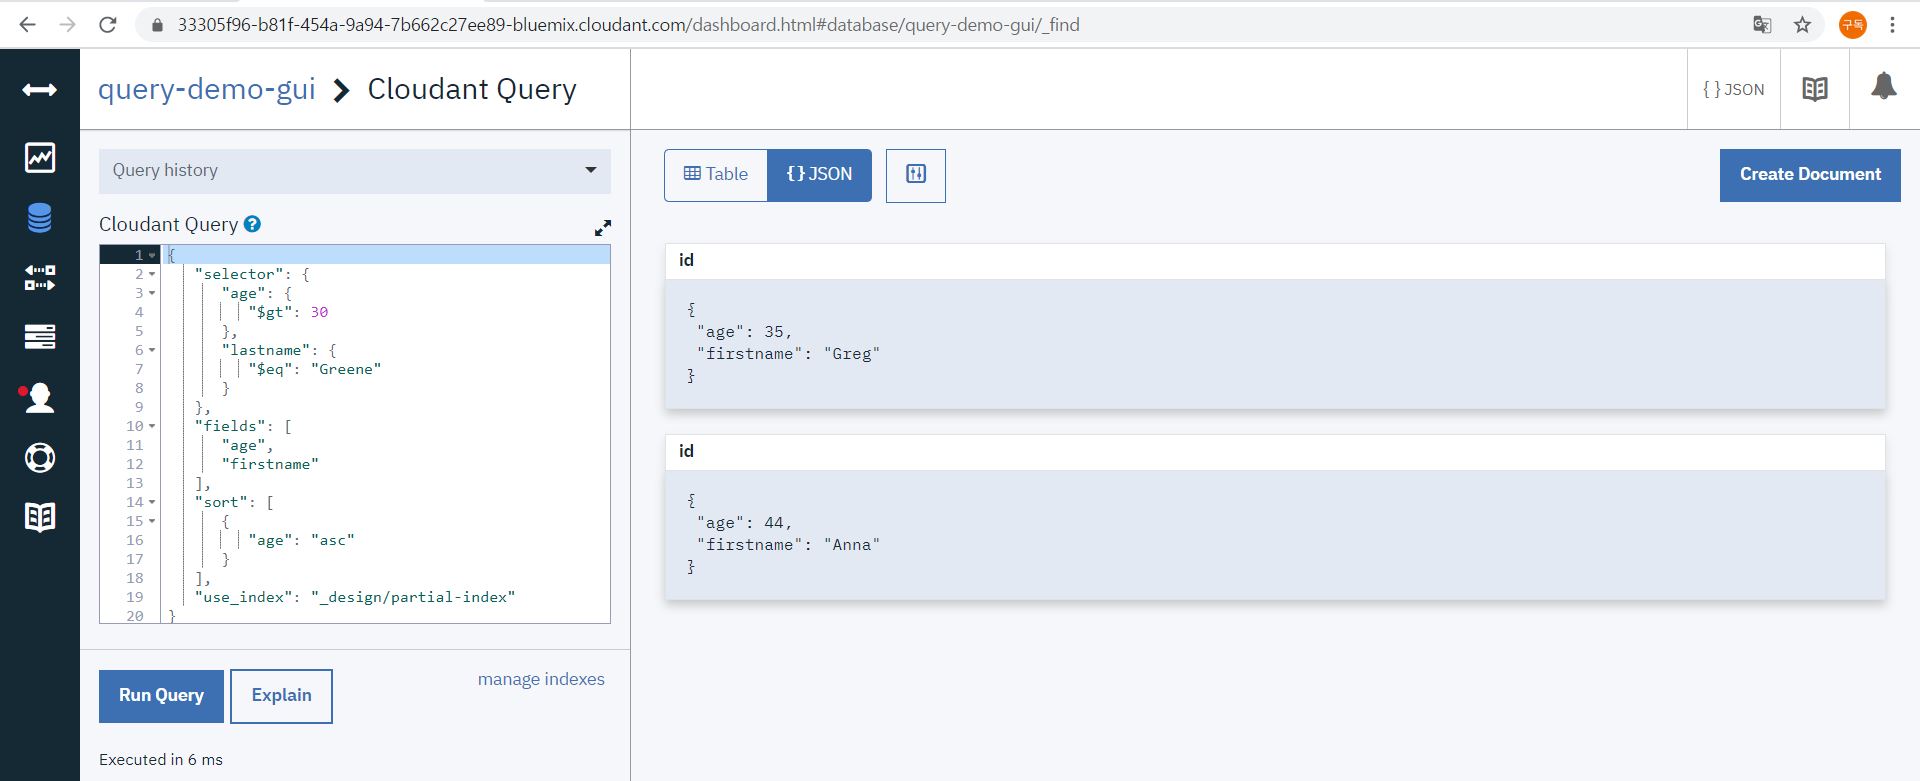 33305f96-b81f-454a-9a94-7b662c27ee89-bluemix.cloudant.com/dashboard.html#database/query-demo-gui/_find
구독
query-demo-gui > Cloudant Query
{ } JSON
Query history
Table
{ } JSON
Create Document
Cloudant Query ?
1 {
2 "selector": {
3 "age": {
4 "$gt": 30
5 },
6 "lastname": {
7 "$eq": "Greene"
8 }
9 },
10 "fields": [
11 "age",
12 "firstname"
13 ],
14 "sort": [
15 {
16 "age": "asc"
17 }
18 ],
19 "use_index": "_design/partial-index"
20 }
Run Query
Explain
manage indexes
Executed in 6 ms
id
{
"age": 35,
"firstname": "Greg"
}
id
{
"age": 44,
"firstname": "Anna"
}